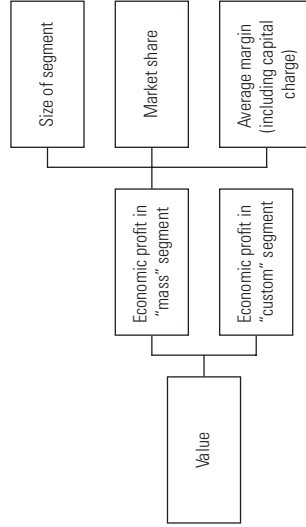 Value
Economic profit in
"mass" segment
Economic profit in
"custom" segment
Size of segment
Market share
Average margin
(including capital
charge)